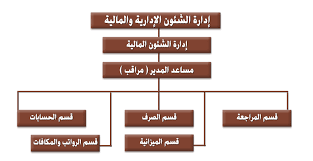 إدارة الشئون الإدارية والمالية
إدارة الشئون المالية
مساعد المدير ( مراقب )
قسم المراجعة
قسم الصرف
قسم الحسابات
قسم الميزانية
قسم الرواتب والمكافات